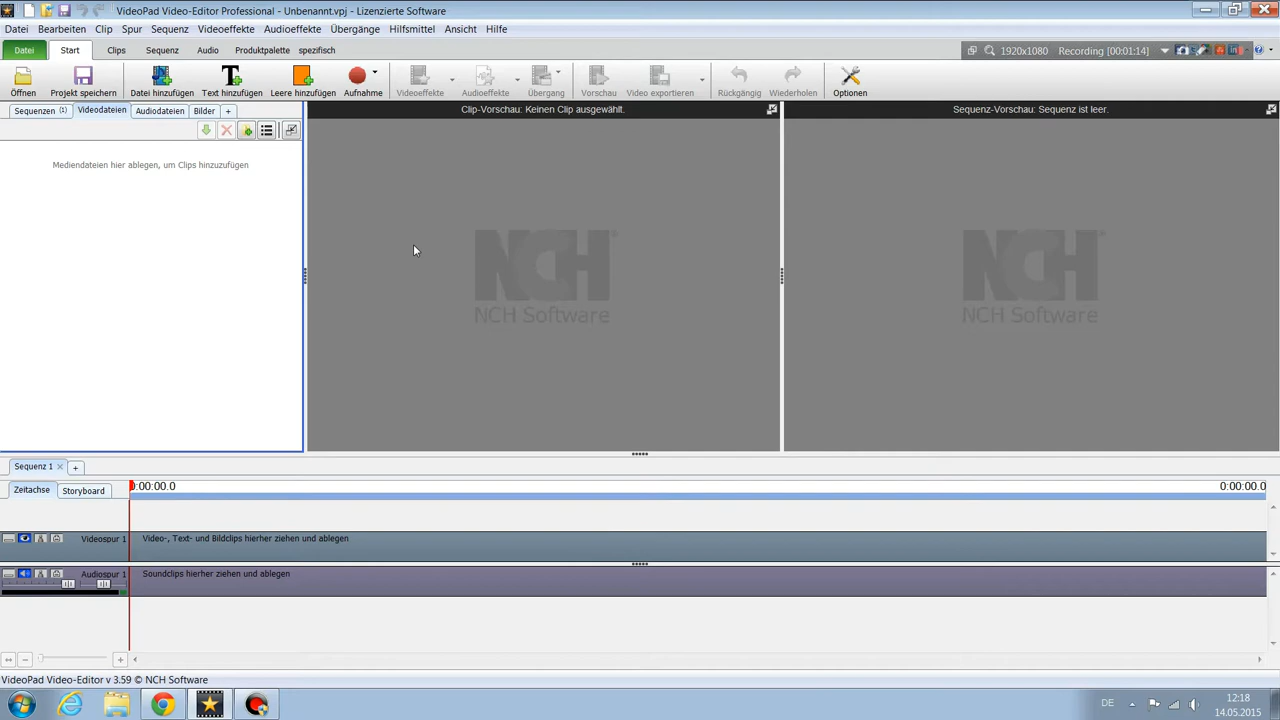 VideoPad Video-Editor Professional - Unbenannt.vpj - Lizenzierte Software
Datei Bearbeiten Clip Spur Sequenz Videoeffekte Audioeffekte Übergänge Hilfsmittel Ansicht Hilfe
Datei Start Clips Sequenz Audio Produktpalette spezifisch 1920x1080 Recording [00:01:14]
Öffnen Projekt speichern Datei hinzufügen Text hinzufügen Leere hinzufügen Aufnahme Videoeffekte Audioeffekte Übergang Vorschau Video exportieren Rückgängig Wiederholen Optionen
Sequenzen (1) Videodateien Audiodateien Bilder +
Clip-Vorschau: Keinen Clip ausgewählt.
Sequenz-Vorschau: Sequenz ist leer.
Mediendateien hier ablegen, um Clips hinzuzufügen
NCH
NCH Software
NCH
NCH Software
Sequenz 1 +
Zeitachse Storyboard
0:00:00.0 0:00:00.0
Videospur 1 Video-, Text- und Bildclips hierher ziehen und ablegen
Audiospur 1 Soundclips hierher ziehen und ablegen
VideoPad Video-Editor v 3.59 © NCH Software
DE
12:18
14.05.2015